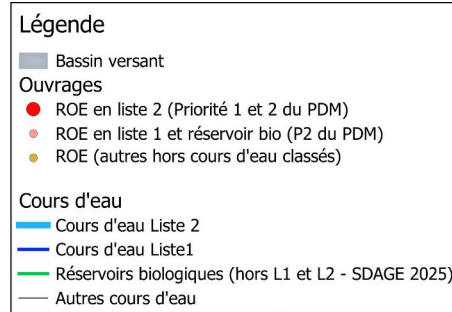 Légende
Bassin versant
Ouvrages
ROE en liste 2 (Priorité 1 et 2 du PDM)
ROE en liste 1 et réservoir bio (P2 du PDM)
ROE (autres hors cours d'eau classés)
Cours d'eau
Cours d'eau Liste 2
Cours d'eau Liste1
Réservoirs biologiques (hors L1 et L2 - SDAGE 2025)
Autres cours d'eau